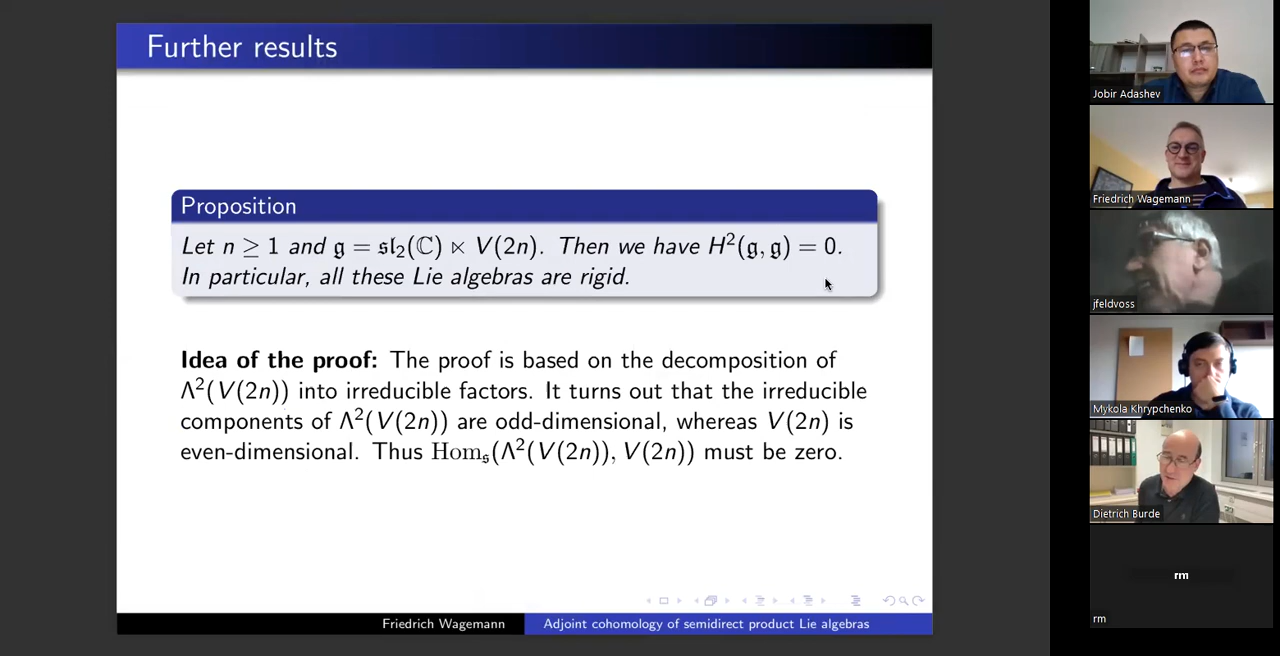 Further results
Proposition
Let n ≥ 1 and 𝔤 = 𝔰𝔩₂(ℂ) ⋉ V(2n). Then we have H²(𝔤, 𝔤) = 0.
In particular, all these Lie algebras are rigid.
Idea of the proof: The proof is based on the decomposition of
Λ²(V(2n)) into irreducible factors. It turns out that the irreducible
components of Λ²(V(2n)) are odd-dimensional, whereas V(2n) is
even-dimensional. Thus Hom𝔰(Λ²(V(2n)), V(2n)) must be zero.
Friedrich Wagemann
Adjoint cohomology of semidirect product Lie algebras
Jobir Adashev
Friedrich Wagemann
jfeldvoss
Mykola Khrypchenko
Dietrich Burde
rm
rm